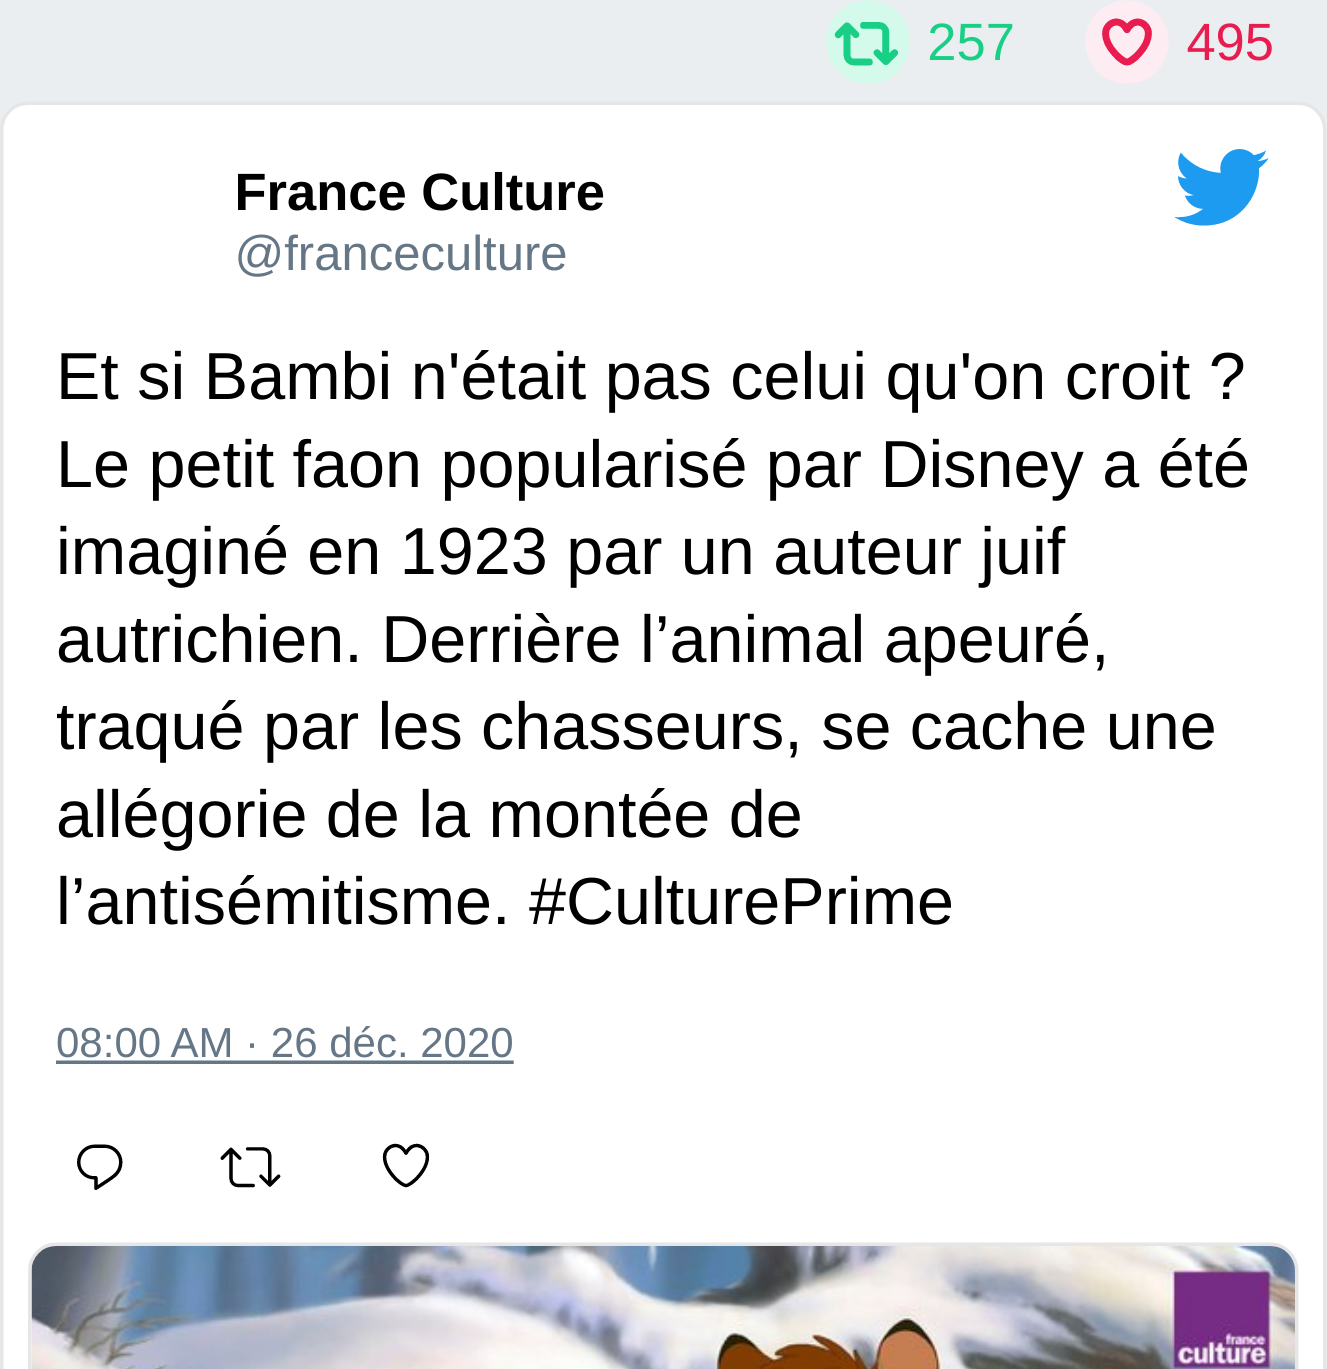 257 495
France Culture
@franceculture
Et si Bambi n'était pas celui qu'on croit ?
Le petit faon popularisé par Disney a été
imaginé en 1923 par un auteur juif
autrichien. Derrière l’animal apeuré,
traqué par les chasseurs, se cache une
allégorie de la montée de
l’antisémitisme. #CulturePrime
08:00 AM · 26 déc. 2020
france
culture